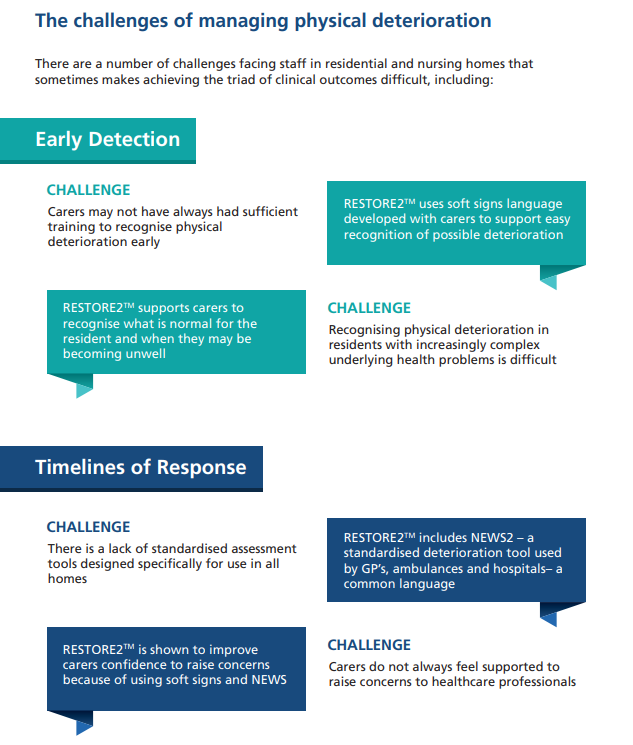 The challenges of managing physical deterioration
There are a number of challenges facing staff in residential and nursing homes that
sometimes makes achieving the triad of clinical outcomes difficult, including:
Early Detection
CHALLENGE
Carers may not have always had sufficient
training to recognise physical
deterioration early
RESTORE2™ uses soft signs language
developed with carers to support easy
recognition of possible deterioration
RESTORE2™ supports carers to
recognise what is normal for the
resident and when they may be
becoming unwell
CHALLENGE
Recognising physical deterioration in
residents with increasingly complex
underlying health problems is difficult
Timelines of Response
CHALLENGE
There is a lack of standardised assessment
tools designed specifically for use in all
homes
RESTORE2™ includes NEWS2 – a
standardised deterioration tool used
by GP's, ambulances and hospitals– a
common language
RESTORE2™ is shown to improve
carers confidence to raise concerns
because of using soft signs and NEWS
CHALLENGE
Carers do not always feel supported to
raise concerns to healthcare professionals